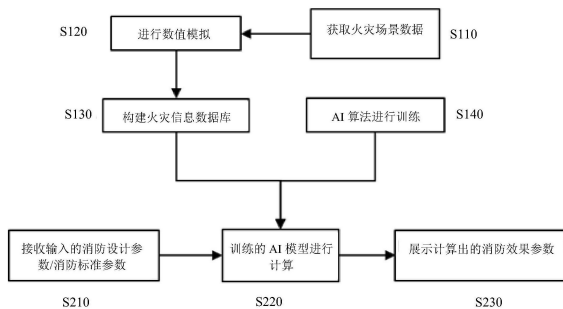 S120
进行数值模拟
获取火灾场景数据
S110
S130
构建火灾信息数据库
AI 算法进行训练
S140
接收输入的消防设计参
数/消防标准参数
训练的 AI 模型进行
计算
展示计算出的消防效果参数
S210
S220
S230